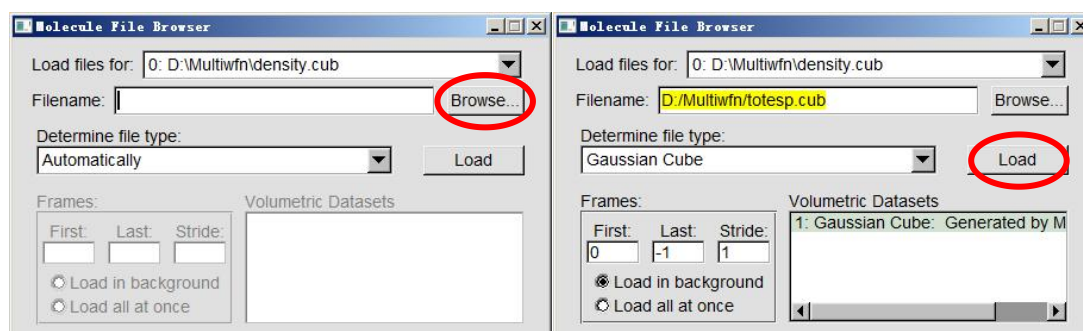 Molecule File Browser
Load files for: 0: D:\Multiwfn\density.cub
Filename: Browse...
Determine file type:
Automatically Load
Frames: Volumetric Datasets
First: Last: Stride:
Load in background
Load all at once
Molecule File Browser
Load files for: 0: D:\Multiwfn\density.cub
Filename: D:/Multiwfn/totesp.cub Browse...
Determine file type:
Gaussian Cube Load
Frames: Volumetric Datasets
1: Gaussian Cube: Generated by M
First: Last: Stride:
0 -1 1
Load in background
Load all at once